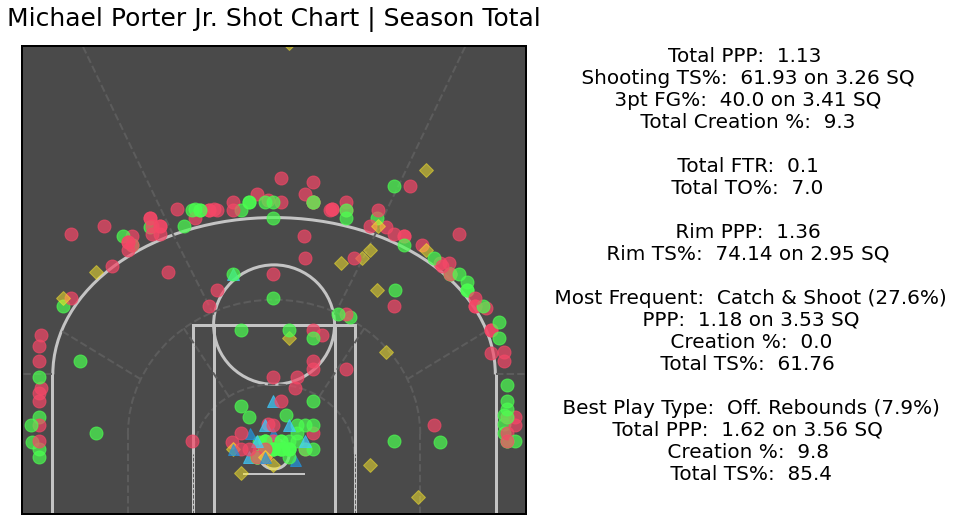 Michael Porter Jr. Shot Chart | Season Total
Total PPP:  1.13
Shooting TS%:  61.93 on 3.26 SQ
3pt FG%:  40.0 on 3.41 SQ
Total Creation %:  9.3
Total FTR:  0.1
Total TO%:  7.0
Rim PPP:  1.36
Rim TS%:  74.14 on 2.95 SQ
Most Frequent:  Catch & Shoot (27.6%)
PPP:  1.18 on 3.53 SQ
Creation %:  0.0
Total TS%:  61.76
Best Play Type:  Off. Rebounds (7.9%)
Total PPP:  1.62 on 3.56 SQ
Creation %:  9.8
Total TS%:  85.4